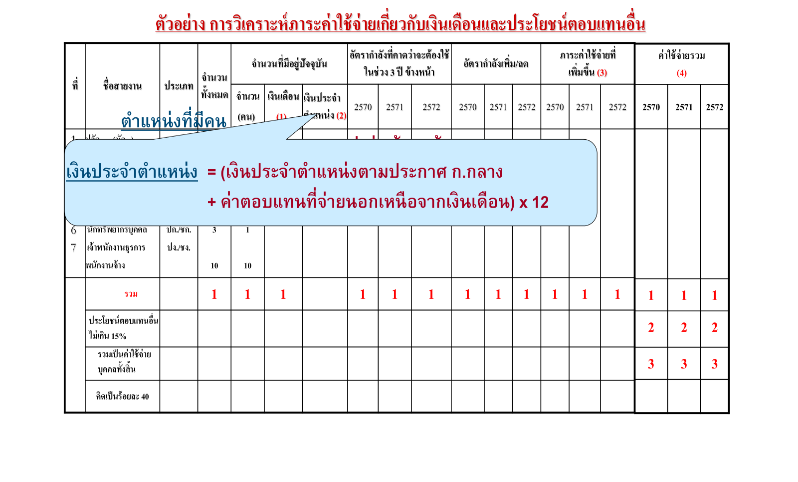 ตัวอย่าง การวิเคราะห์ภาระค่าใช้จ่ายเกี่ยวกับเงินเดือนและประโยชน์ตอบแทนอื่น
ที่ ชื่อสายงาน ประเภท จำนวนทั้งหมด จำนวนที่มีอยู่ปัจจุบัน อัตรากำลังที่คาดว่าจะต้องใช้ในช่วง 3 ปี ข้างหน้า อัตรากำลังเพิ่ม/ลด ภาระค่าใช้จ่ายที่เพิ่มขึ้น (3) ค่าใช้จ่ายรวม (4)
จำนวน (คน) เงินเดือน (1) เงินประจำ (2) 2570 2571 2572 2570 2571 2572 2570 2571 2572 2570 2571 2572
ตำแหน่งที่มีคน
เงินประจำตำแหน่ง = (เงินประจำตำแหน่งตามประกาศ ก.กลาง
+ ค่าตอบแทนที่จ่ายนอกเหนือจากเงินเดือน) x 12
6 นักทรัพยากรบุคคล ปก./ชก. 3 1
7 เจ้าพนักงานธุรการ ปง./ชง.
พนักงานจ้าง 10 10
รวม 1 1 1 1 1 1 1 1 1 1 1 1 1 1 1
ประโยชน์ตอบแทนอื่น
ไม่เกิน 15% 2 2 2
รวมเป็นค่าใช้จ่าย
บุคคลทั้งสิ้น 3 3 3
คิดเป็นร้อยละ 40